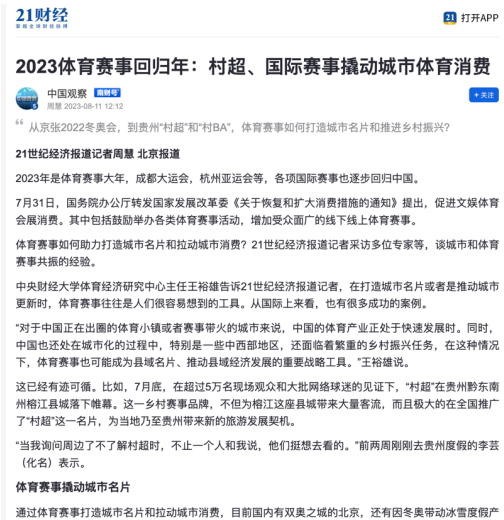 21财经
掌握全球财经脉搏
21 打开APP
2023体育赛事回归年：村超、国际赛事撬动城市体育消费
中国观察 南财号
周慧 2023-08-11 12:12
+ 关注
“ 从京张2022冬奥会，到贵州“村超”和“村BA”，体育赛事如何打造城市名片和推进乡村振兴？
21世纪经济报道记者周慧 北京报道
2023年是体育赛事大年，成都大运会，杭州亚运会等，各项国际赛事也逐步回归中国。
7月31日，国务院办公厅转发国家发展改革委《关于恢复和扩大消费措施的通知》提出，促进文娱体育
会展消费。其中包括鼓励举办各类体育赛事活动，增加受众面广的线下线上体育赛事。
体育赛事如何助力打造城市名片和拉动城市消费？21世纪经济报道记者采访多位专家等，谈城市和体育
赛事共振的经验。
中央财经大学体育经济研究中心主任王裕雄告诉21世纪经济报道记者，在打造城市名片或者是推动城市
更新时，体育赛事往往是人们很容易想到的工具。从国际上来看，也有很多成功的案例。
“对于中国正在出圈的体育小镇或者赛事带火的城市来说，中国的体育产业正处于快速发展时。同时，
中国也还处在城市化的过程中，特别是一些中西部地区，还面临着繁重的乡村振兴任务，在这种情况
下，体育赛事也可能成为县域名片、推动县域经济发展的重要战略工具。”王裕雄说。
这已经有迹可循。比如，7月底，在超过5万名现场观众和大批网络球迷的见证下，“村超”在贵州黔东南
州榕江县城落下帷幕。这一乡村赛事品牌，不但为榕江这座县城带来大量客流，而且极大的在全国推广
了“村超”这一名片，为当地乃至贵州带来新的旅游发展契机。
“当我询问周边了不了解村超时，不止一个人和我说，他们挺想去看的。”前两周刚刚去贵州度假的李芸
（化名）表示。
体育赛事撬动城市名片
通过体育赛事打造城市名片和拉动城市消费，目前国内有双奥之城的北京，还有因冬奥带动冰雪度假产